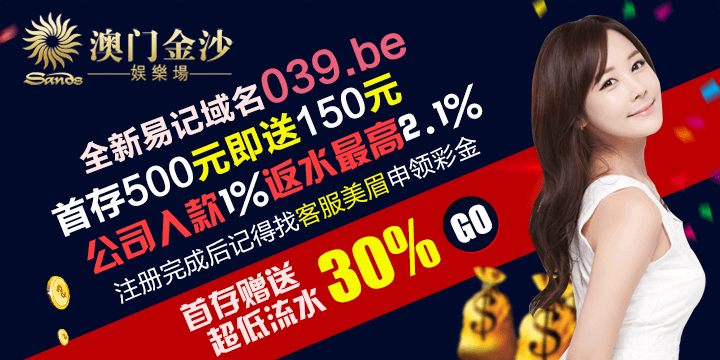 澳门金沙
Sands
娱樂場
全新易记域名039.be
首存500元即送150元
公司入款1%返水最高2.1%
注册完成后记得找客服美眉申领彩金
首存赠送
超低流水
30%
GO
$
$